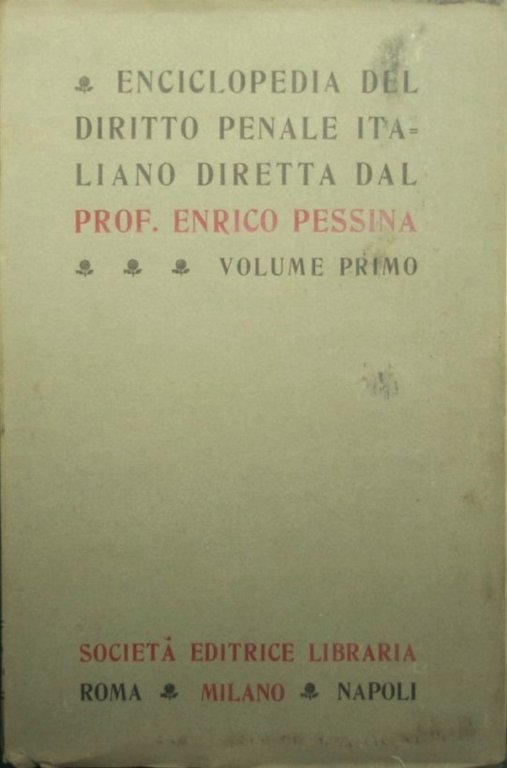 ENCICLOPEDIA DEL
DIRITTO PENALE ITA=
LIANO DIRETTA DAL
PROF. ENRICO PESSINA
VOLUME PRIMO
SOCIETÀ EDITRICE LIBRARIA
ROMA MILANO NAPOLI